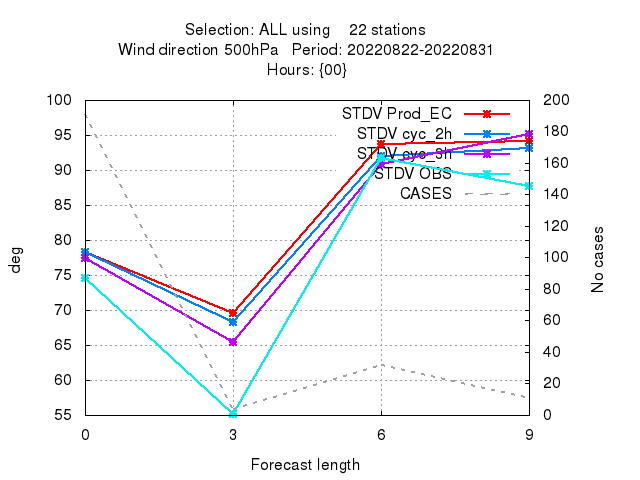 Selection: ALL using 22 stations
Wind direction 500hPa Period: 20220822-20220831
Hours: {00}
100 200
STDV Prod_EC
95 180
STDV cyc_2h
STDV cyc_3h
90 160
STDV OBS
85 140
CASES
80 120
75 100
70 80
65 60
60 40
20
55 0
deg
No cases
0 3 6 9
Forecast length